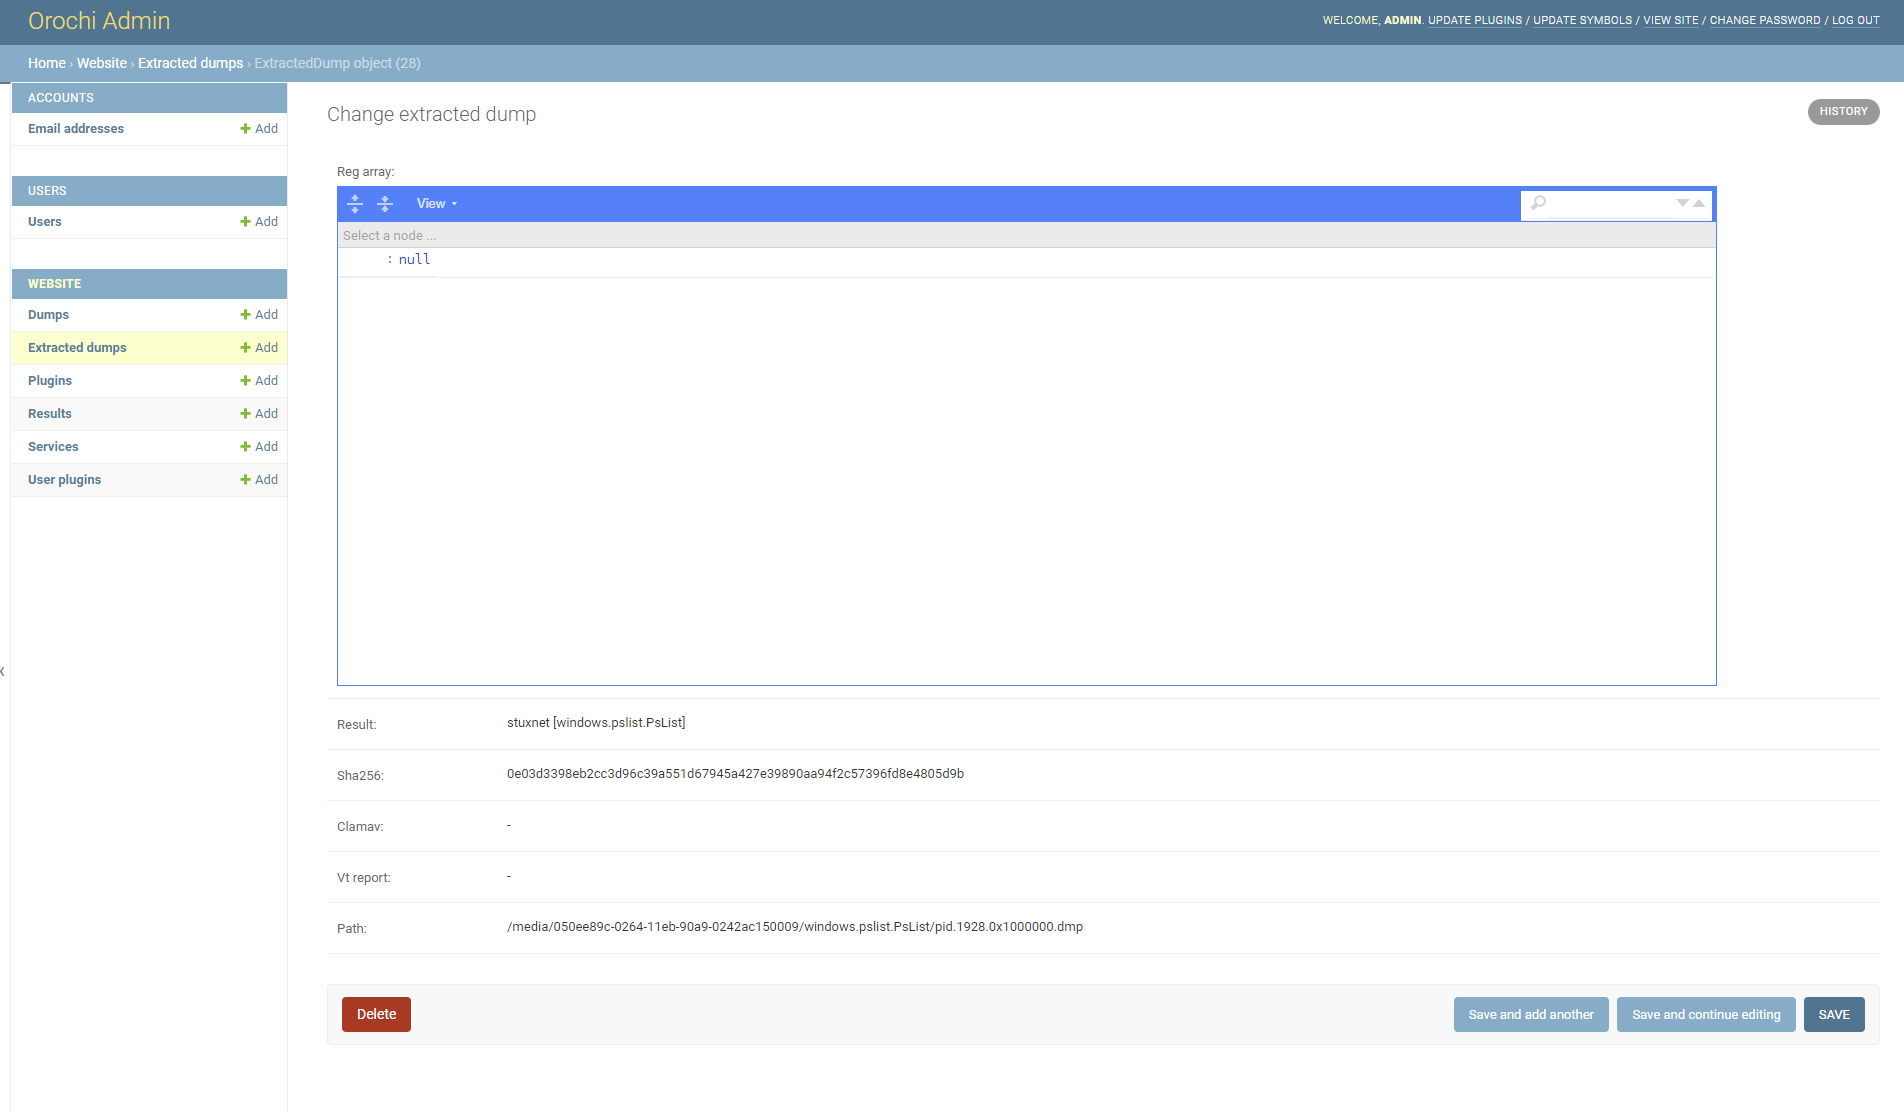 Orochi Admin
WELCOME, ADMIN. UPDATE PLUGINS / UPDATE SYMBOLS / VIEW SITE / CHANGE PASSWORD / LOG OUT
Home › Website › Extracted dumps › ExtractedDump object (28)
ACCOUNTS
Email addresses Add
USERS
Users Add
WEBSITE
Dumps Add
Extracted dumps Add
Plugins Add
Results Add
Services Add
User plugins Add
Change extracted dump
HISTORY
Reg array:
View
Select a node ...
: null
Result: stuxnet [windows.pslist.PsList]
Sha256: 0e03d3398eb2cc3d96c39a551d67945a427e39890aa94f2c57396fd8e4805d9b
Clamav: -
Vt report: -
Path: /media/050ee89c-0264-11eb-90a9-0242ac150009/windows.pslist.PsList/pid.1928.0x1000000.dmp
Delete
Save and add another
Save and continue editing
SAVE